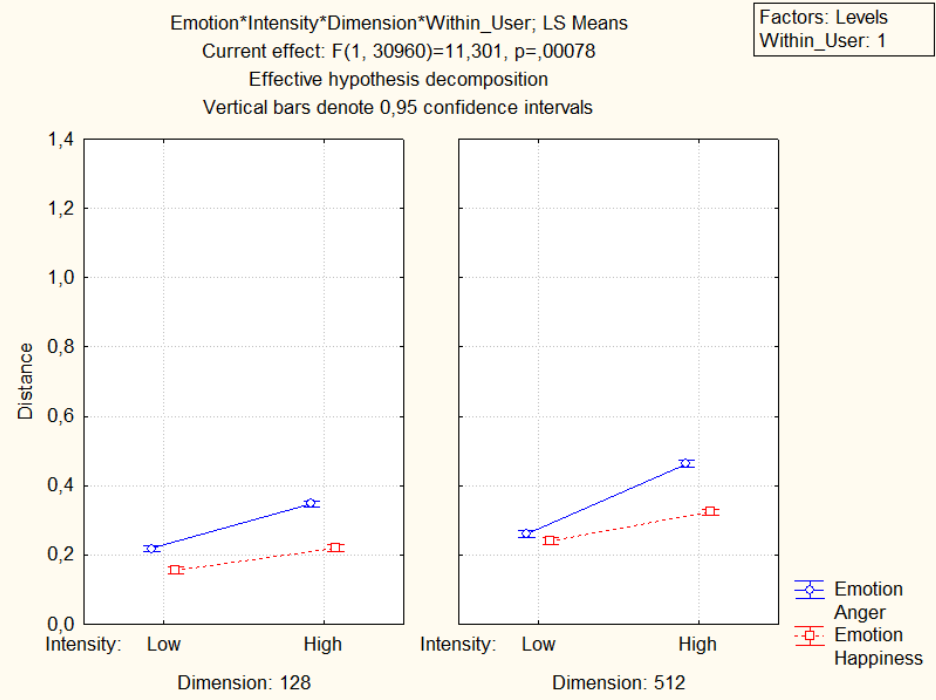 Emotion*Intensity*Dimension*Within_User; LS Means
Current effect: F(1, 30960)=11,301, p=,00078
Effective hypothesis decomposition
Vertical bars denote 0,95 confidence intervals
Factors: Levels
Within_User: 1
Distance
1,4
1,2
1,0
0,8
0,6
0,4
0,2
0,0
Intensity: Low High
Dimension: 128
Intensity: Low High
Dimension: 512
Emotion
Anger
Emotion
Happiness